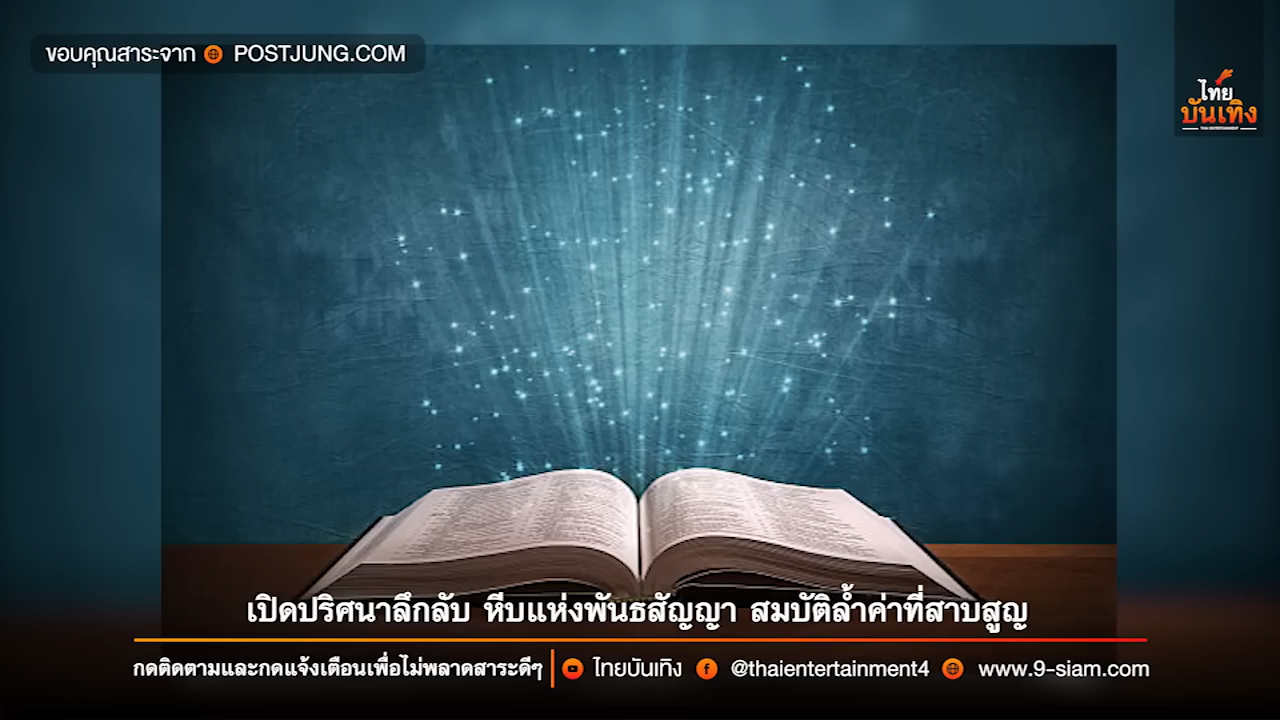 ขอบคุณสาระจาก POSTJUNG.COM
ไทย
บันเทิง
THAI ENTERTAINMENT
เปิดปริศนาลึกลับ หีบแห่งพันธสัญญา สมบัติล้ำค่าที่สาบสูญ
กดติดตามและกดแจ้งเตือนเพื่อไม่พลาดสาระดีๆ ไทยบันเทิง @thaientertainment4 www.9-siam.com